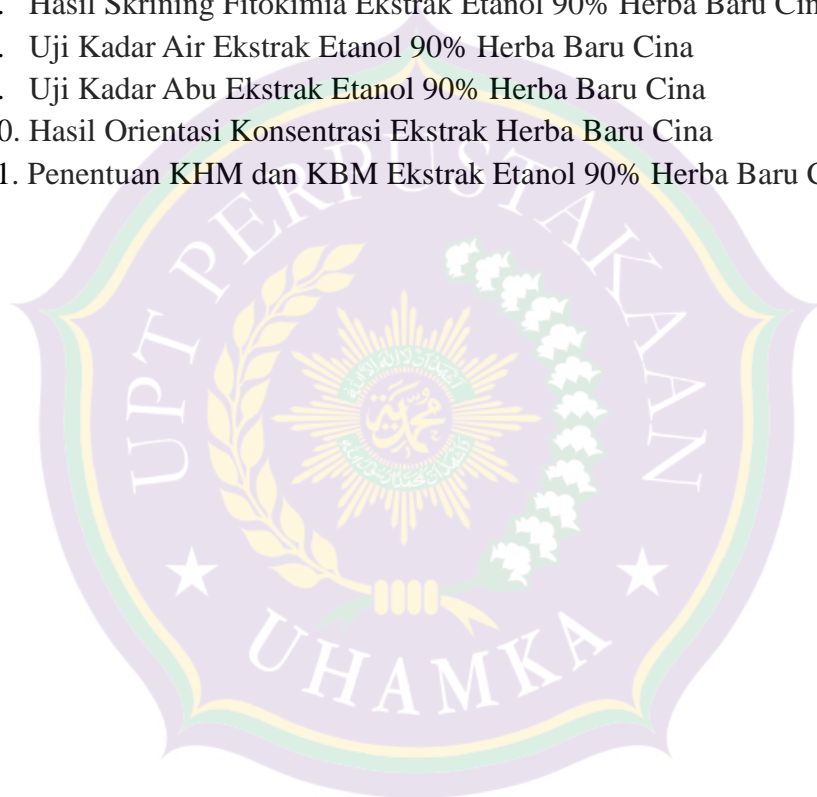 . Hasil Skrining Fitokimia Ekstrak Etanol 90% Herba Baru Cin
. Uji Kadar Air Ekstrak Etanol 90% Herba Baru Cina
. Uji Kadar Abu Ekstrak Etanol 90% Herba Baru Cina
0. Hasil Orientasi Konsentrasi Ekstrak Herba Baru Cina
1. Penentuan KHM dan KBM Ekstrak Etanol 90% Herba Baru C
UPT PERPUSTAKAAN
UHAMKA